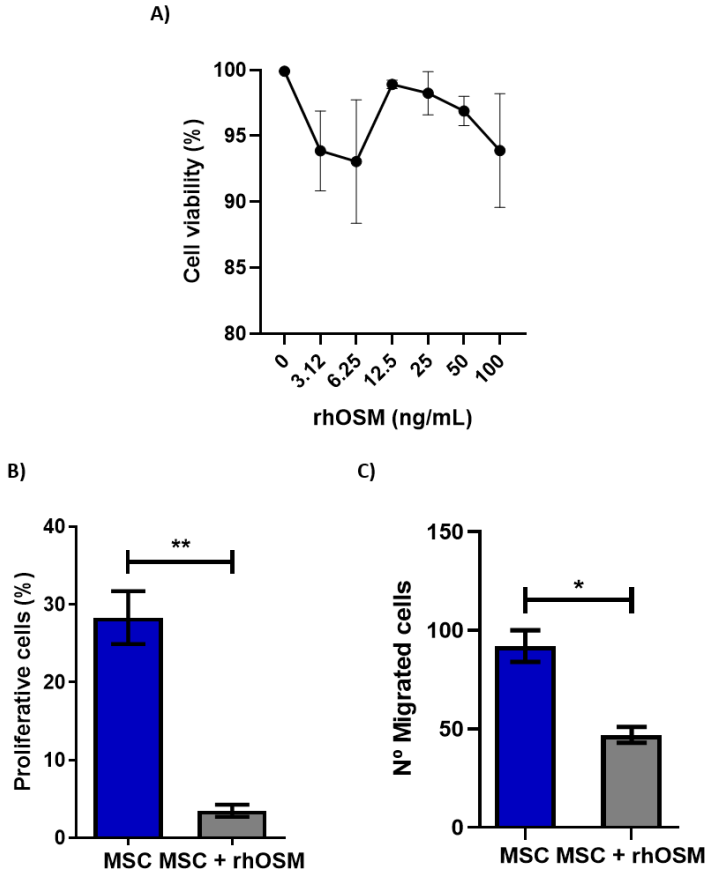 A)
Cell viability (%)
100
95
90
85
80
0
3.12
6.25
12.5
25
50
100
rhOSM (ng/mL)
B)
Proliferative cells (%)
40
30
20
10
0
**
MSC MSC + rhOSM
C)
Nº Migrated cells
150
100
50
0
*
MSC MSC + rhOSM